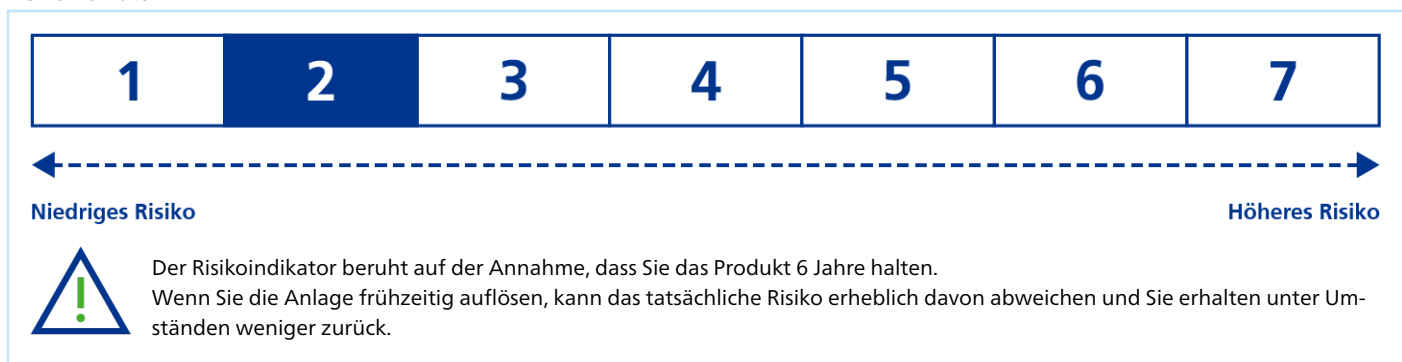 1 2 3 4 5 6 7
Niedriges Risiko Höheres Risiko
Der Risikoindikator beruht auf der Annahme, dass Sie das Produkt 6 Jahre halten.
Wenn Sie die Anlage frühzeitig auflösen, kann das tatsächliche Risiko erheblich davon abweichen und Sie erhalten unter Um-
ständen weniger zurück.